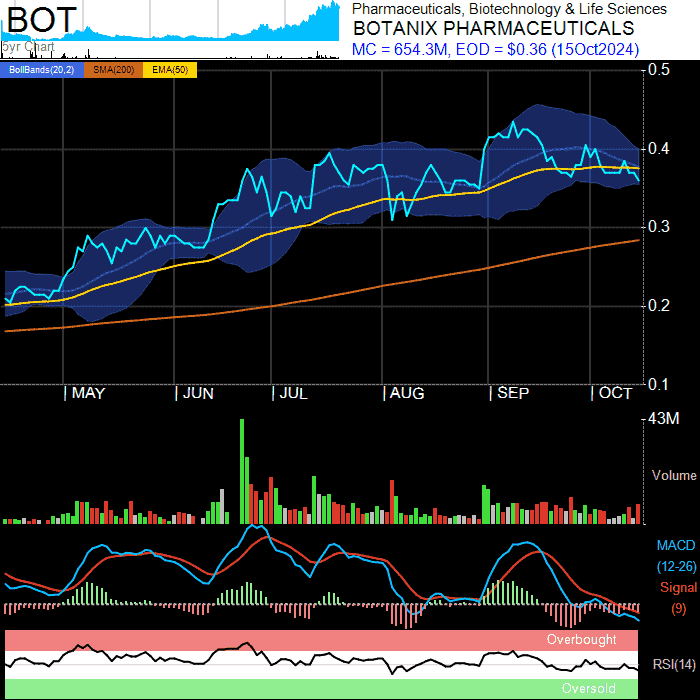 BOT
5yr Chart
Pharmaceuticals, Biotechnology & Life Sciences
BOTANIX PHARMACEUTICALS
MC = 654.3M, EOD = $0.36 (15Oct2024)
BollBands(20,2) SMA(200) EMA(50)
0.5
0.4
0.3
0.2
0.1
MAY JUN JUL AUG SEP OCT
43M
Volume
MACD
(12-26)
Signal
(9)
Overbought
RSI(14)
Oversold